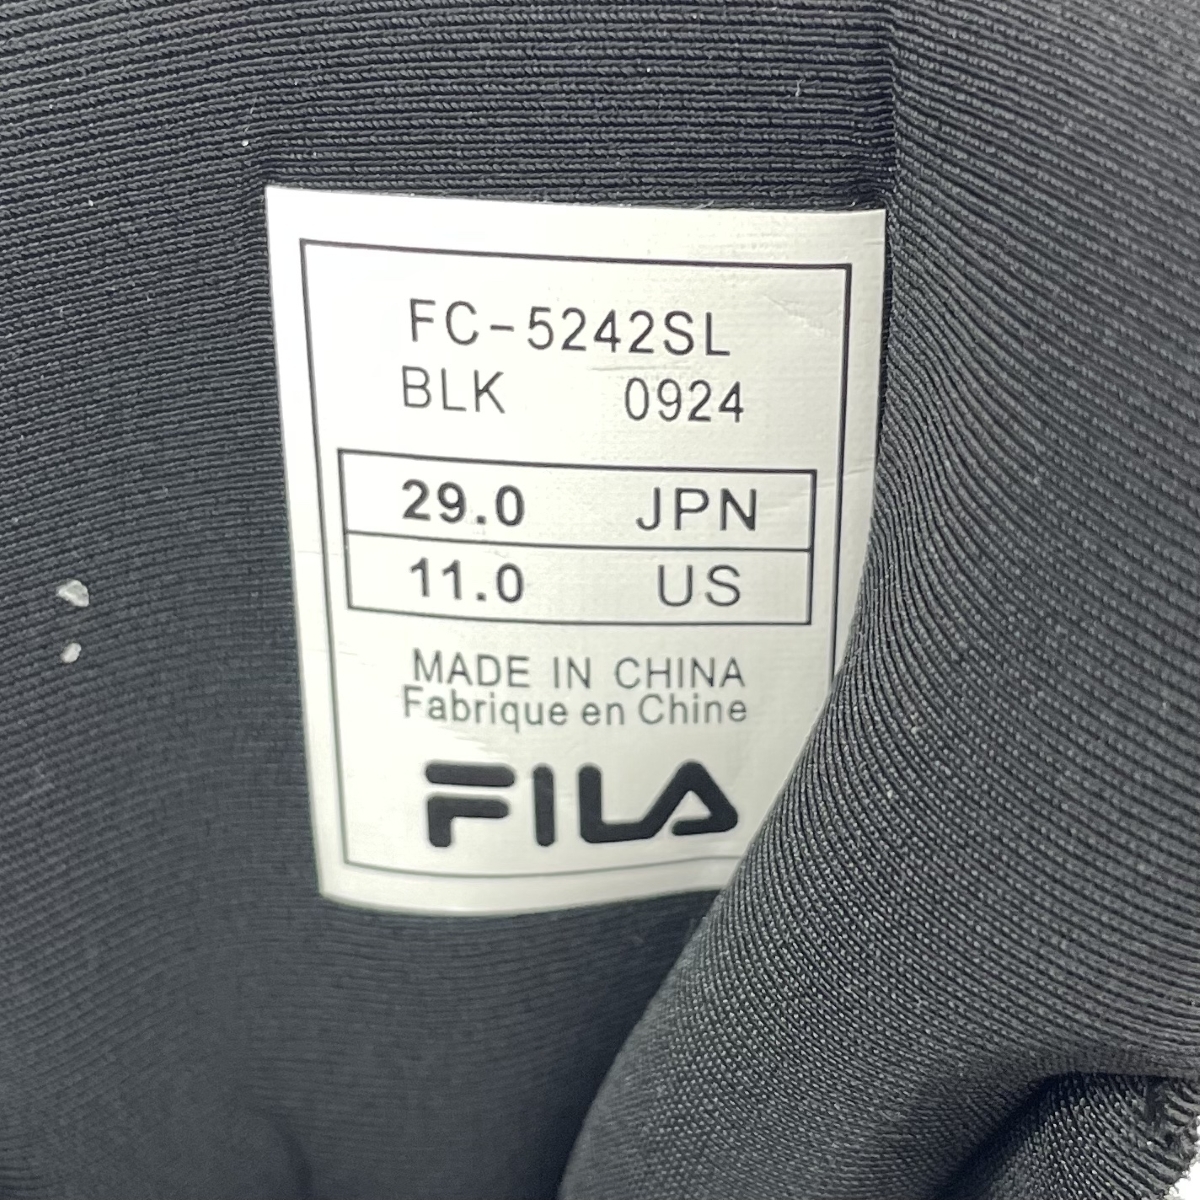 FC-5242SL
BLK 0924
29.0 JPN
11.0 US
MADE IN CHINA
Fabrique en Chine
FILA